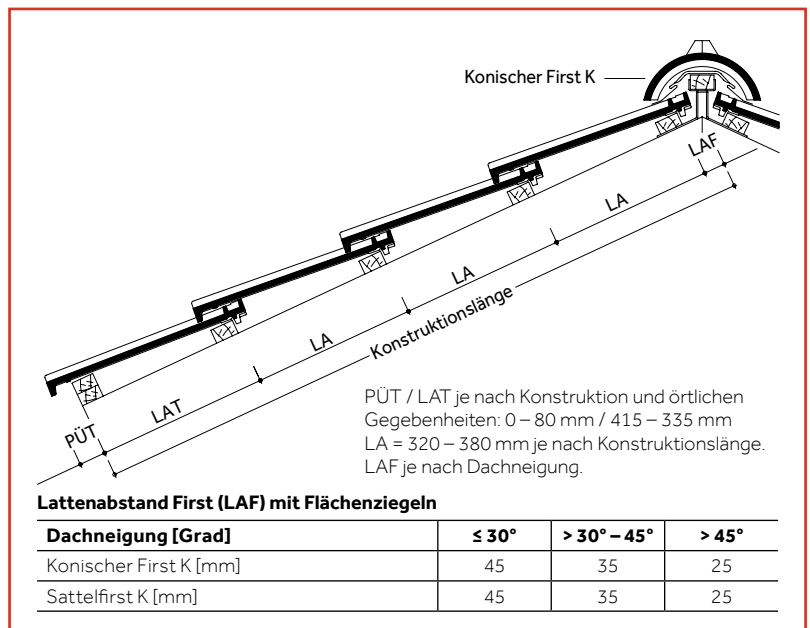 Konischer First K
LAF
LA
LA
LA
Konstruktionslänge
LAT
PÜT
PÜT / LAT je nach Konstruktion und örtlichen
Gegebenheiten: 0 – 80 mm / 415 – 335 mm
LA = 320 – 380 mm je nach Konstruktionslänge.
LAF je nach Dachneigung.
Lattenabstand First (LAF) mit Flächenziegeln
Dachneigung [Grad] ≤ 30° > 30° – 45° > 45°
Konischer First K [mm] 45 35 25
Sattelfirst K [mm] 45 35 25